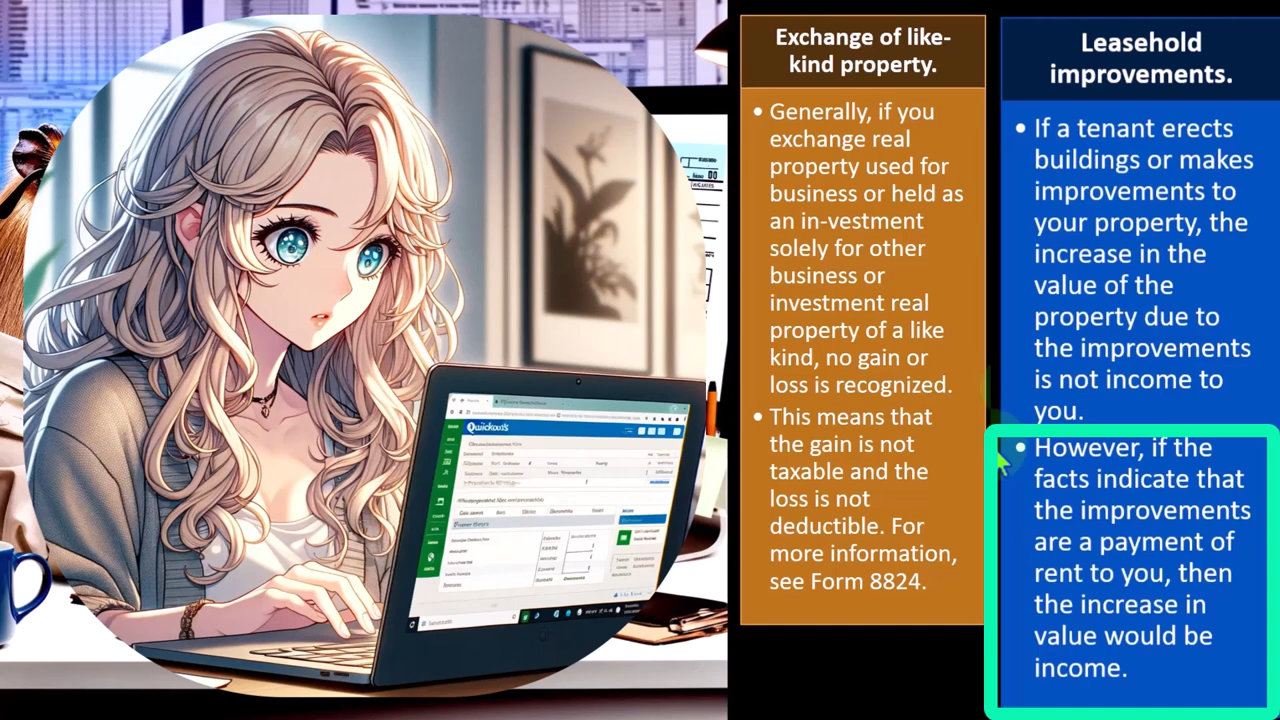 Exchange of like-
kind property.
• Generally, if you
exchange real
property used for
business or held as
an in-vestment
solely for other
business or
investment real
property of a like
kind, no gain or
loss is recognized.
• This means that
the gain is not
taxable and the
loss is not
deductible. For
more information,
see Form 8824.
Leasehold
improvements.
• If a tenant erects
buildings or makes
improvements to
your property, the
increase in the
value of the
property due to
the improvements
is not income to
you.
• However, if the
facts indicate that
the improvements
are a payment of
rent to you, then
the increase in
value would be
income.
Qwickous's